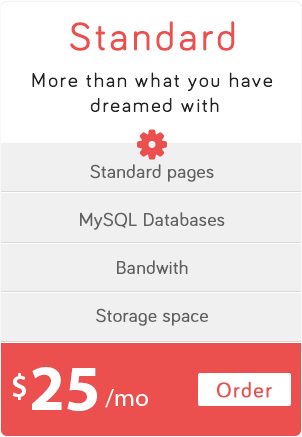 Standard
More than what you have
dreamed with
Standard pages
MySQL Databases
Bandwith
Storage space
$25 /mo
Order